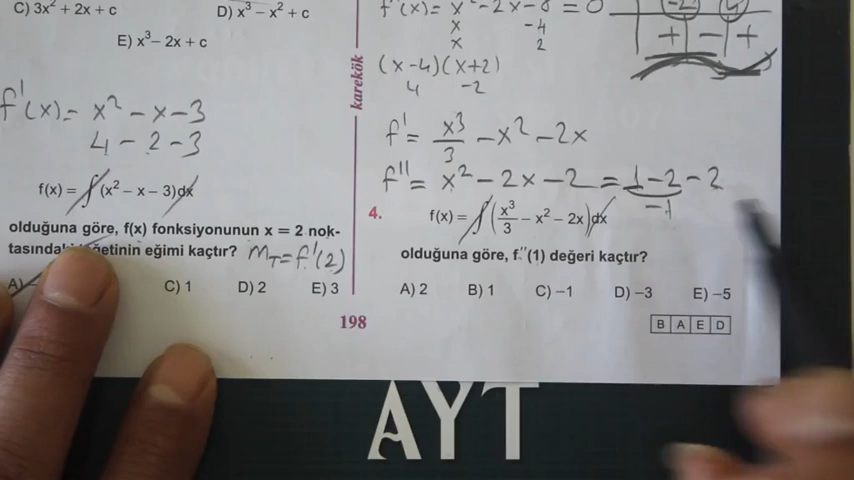 C) 3x² + 2x + c
D) x³ – x² + c
E) x³ – 2x + c
f'(x) = x² – x – 3
4 – 2 – 3
f(x) = ∫(x² – x – 3)dx
olduğuna göre, f(x) fonksiyonunun x = 2 nok-
eğimi kaçtır? m_T = f'(2)
A)
C) 1
D) 2
E) 3
karekök
f'(x) = x² – 2x – 8 = 0
x –4
x 2
–2 4
+ – +
(x–4)(x+2)
4 –2
f' = x³/3 – x² – 2x
f'' = x² – 2x – 2 = 1 – 2 – 2
–1
4.
f(x) = ∫(x³/3 – x² – 2x)dx
olduğuna göre, f''(1) değeri kaçtır?
A) 2
B) 1
C) –1
D) –3
E) –5
B A E D
198
AYT